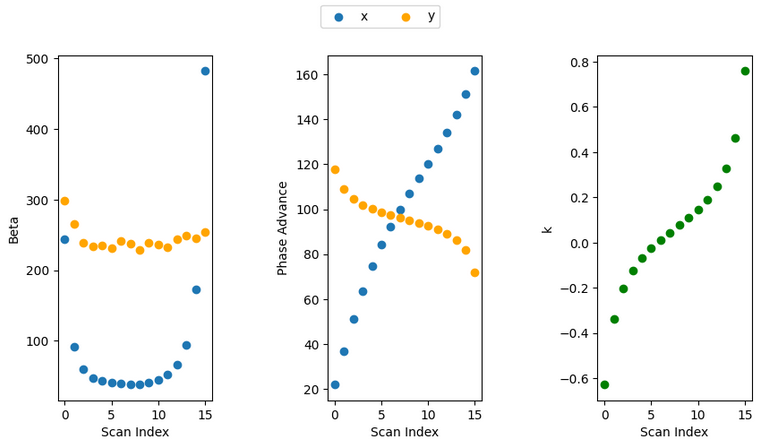 x y
500
400
300
200
100
0 5 10 15
Beta
Scan Index
160
140
120
100
80
60
40
20
0 5 10 15
Phase Advance
Scan Index
0.8
0.6
0.4
0.2
0.0
−0.2
−0.4
−0.6
0 5 10 15
k
Scan Index